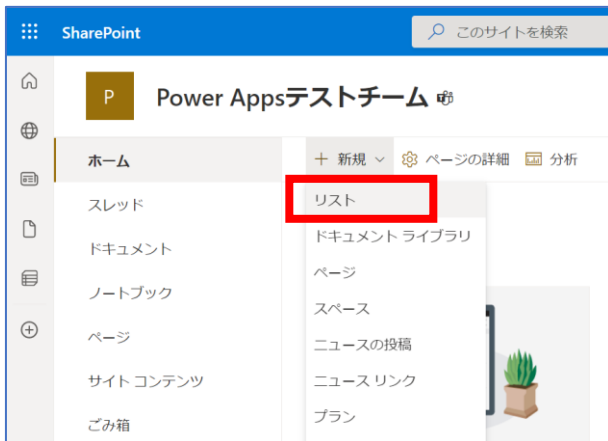 SharePoint
このサイトを検索
P
Power Appsテストチーム
ホーム
スレッド
ドキュメント
ノートブック
ページ
サイト コンテンツ
ごみ箱
＋ 新規 ページの詳細 分析
リスト
ドキュメント ライブラリ
ページ
スペース
ニュースの投稿
ニュース リンク
プラン